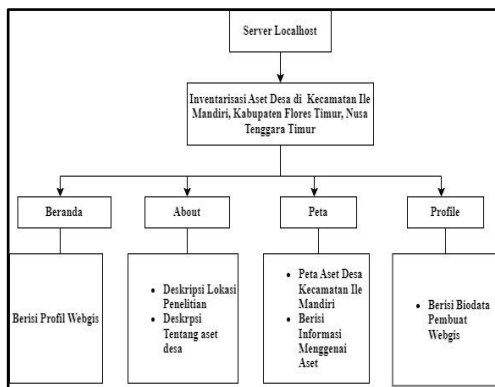 Server Localhost
Inventarisasi Aset Desa di Kecamatan Ile
Mandiri, Kabupaten Flores Timur, Nusa
Tenggara Timur
Beranda
About
Peta
Profile
Berisi Profil Webgis
• Deskripsi Lokasi
Penelitian
• Deskrpsi
Tentang aset
desa
• Peta Aset Desa
Kecamatan Ile
Mandiri
• Berisi
Informasi
Menggenai
Aset
• Berisi Biodata
Pembuat
Webgis